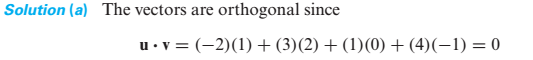 Solution (a) The vectors are orthogonal since
u · v = (−2)(1) + (3)(2) + (1)(0) + (4)(−1) = 0